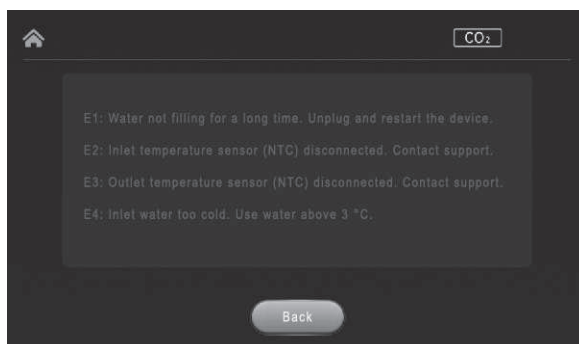 CO₂
E1: Water not filling for a long time. Unplug and restart the device.
E2: Inlet temperature sensor (NTC) disconnected. Contact support.
E3: Outlet temperature sensor (NTC) disconnected. Contact support.
E4: Inlet water too cold. Use water above 3 °C.
Back